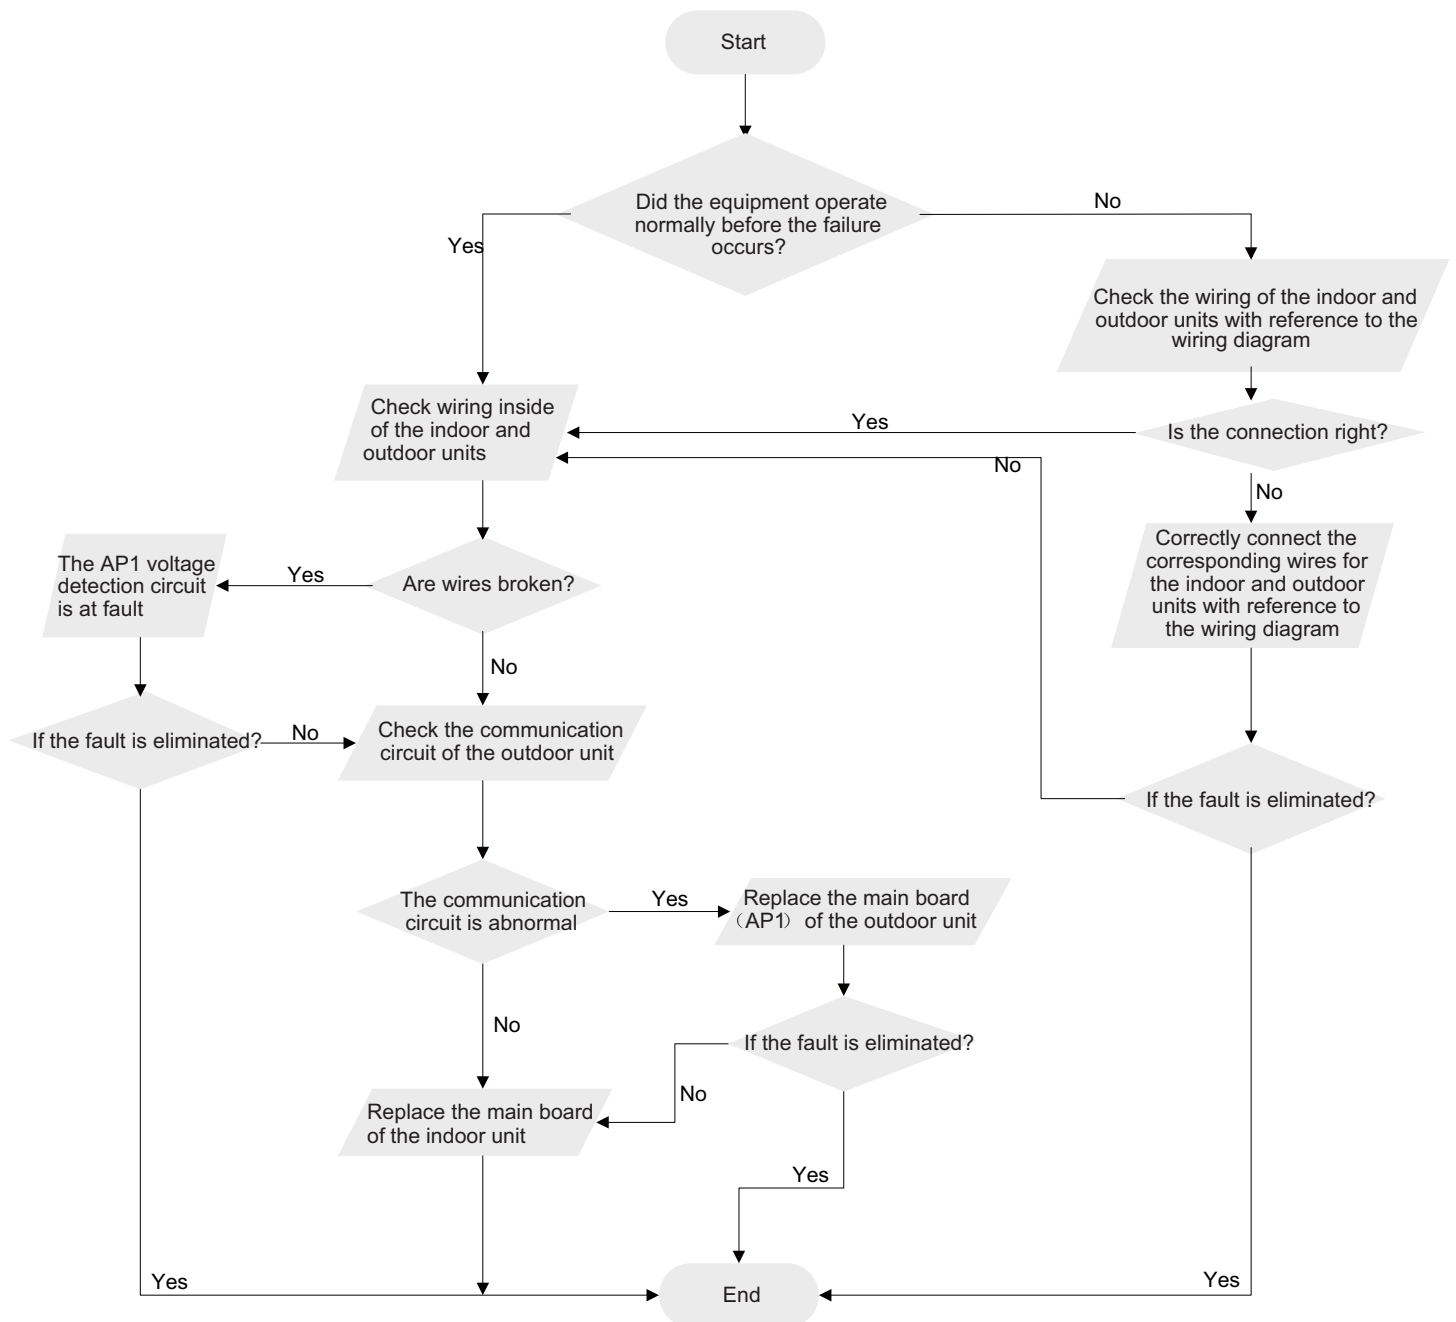 Start
Did the equipment operate
normally before the failure
occurs?
No
Yes
Check the wiring of the indoor and
outdoor units with reference to the
wiring diagram
Check wiring inside
of the indoor and
outdoor units
Yes
Is the connection right?
No
No
Correctly connect the
corresponding wires for
the indoor and outdoor
units with reference to
the wiring diagram
The AP1 voltage
detection circuit
is at fault
Yes
Are wires broken?
No
If the fault is eliminated?
No
Check the communication
circuit of the outdoor unit
If the fault is eliminated?
The communication
circuit is abnormal
Yes
Replace the main board
（AP1） of the outdoor unit
No
If the fault is eliminated?
No
Replace the main board
of the indoor unit
Yes
Yes
Yes
End